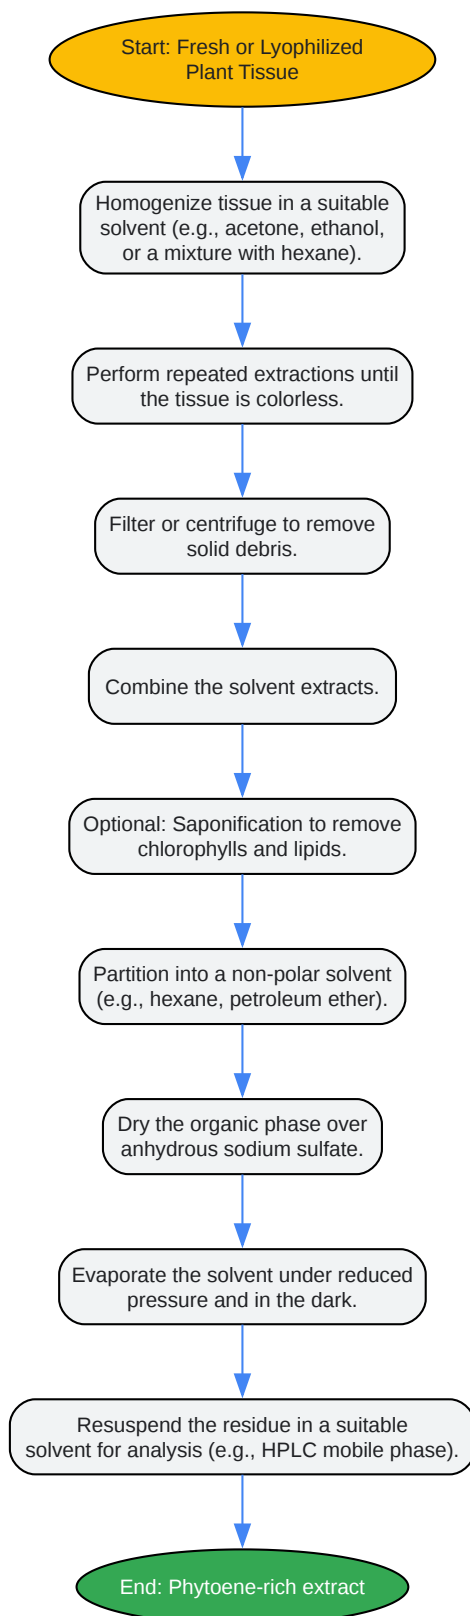 Start: Fresh or Lyophilized
Plant Tissue
Homogenize tissue in a suitable
solvent (e.g., acetone, ethanol,
or a mixture with hexane).
Perform repeated extractions until
the tissue is colorless.
Filter or centrifuge to remove
solid debris.
Combine the solvent extracts.
Optional: Saponification to remove
chlorophylls and lipids.
Partition into a non-polar solvent
(e.g., hexane, petroleum ether).
Dry the organic phase over
anhydrous sodium sulfate.
Evaporate the solvent under reduced
pressure and in the dark.
Resuspend the residue in a suitable
solvent for analysis (e.g., HPLC mobile phase).
End: Phytoene-rich extract